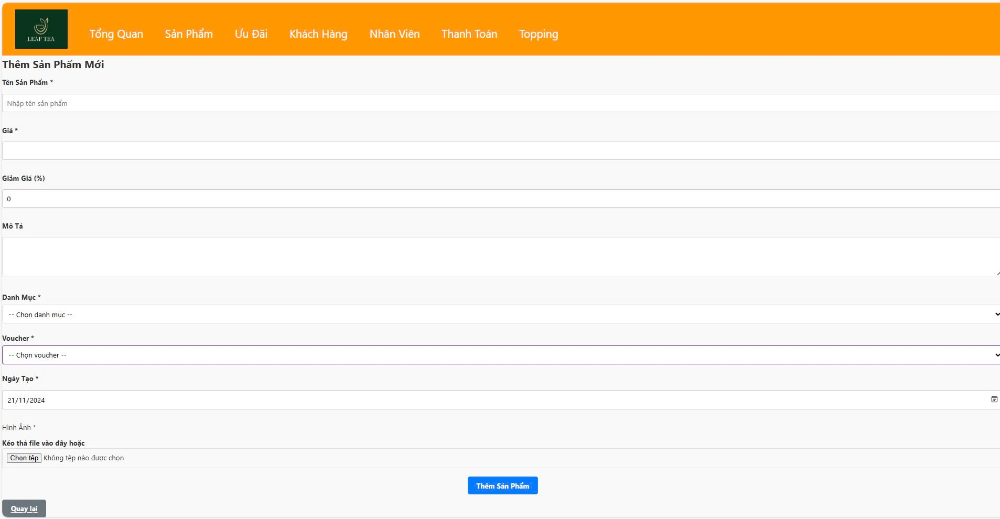 LEAF TEA
Tổng Quan Sản Phẩm Ưu Đãi Khách Hàng Nhân Viên Thanh Toán Topping
Thêm Sản Phẩm Mới
Tên Sản Phẩm *
Nhập tên sản phẩm
Giá *
Giảm Giá (%)
0
Mô Tả
Danh Mục *
-- Chọn danh mục --
Voucher *
-- Chọn voucher --
Ngày Tạo *
21/11/2024
Hình Ảnh *
Kéo thả file vào đây hoặc
Chọn tệp Không tệp nào được chọn
Thêm Sản Phẩm
Quay lại